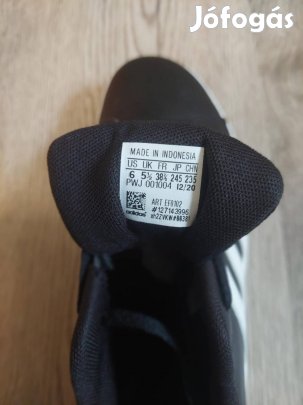 Jófogás
MADE IN INDONESIA
US UK FR JP CHN
6 5½ 38⅔ 245 235
PWJ 001004 12/20
ART EF0102
adidas